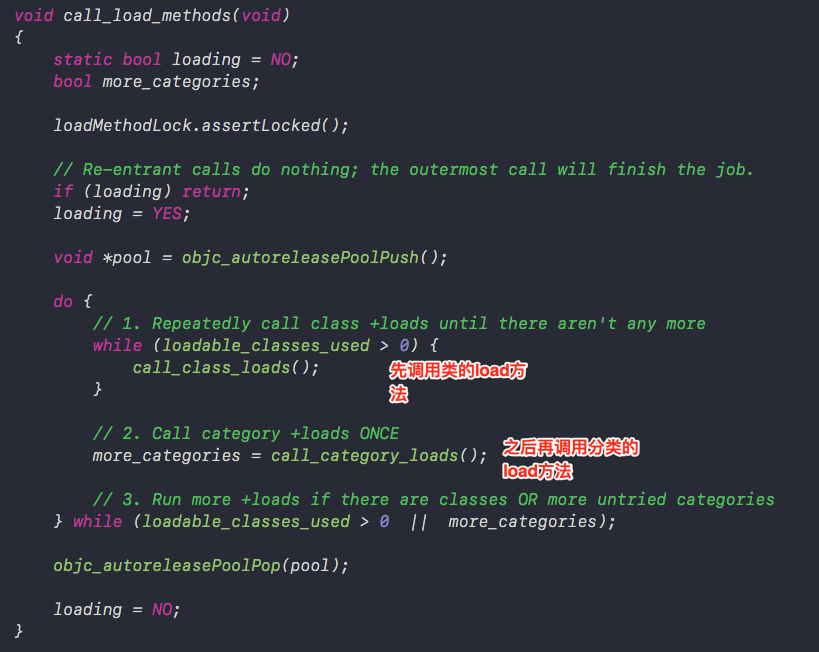 void call_load_methods(void)
{
    static bool loading = NO;
    bool more_categories;

    loadMethodLock.assertLocked();

    // Re-entrant calls do nothing; the outermost call will finish the job.
    if (loading) return;
    loading = YES;

    void *pool = objc_autoreleasePoolPush();

    do {
        // 1. Repeatedly call class +loads until there aren't any more
        while (loadable_classes_used > 0) {
            call_class_loads();
先调用类的load方
法
        }

        // 2. Call category +loads ONCE
        more_categories = call_category_loads();
之后再调用分类的
load方法

        // 3. Run more +loads if there are classes OR more untried categories
    } while (loadable_classes_used > 0  ||  more_categories);

    objc_autoreleasePoolPop(pool);

    loading = NO;
}